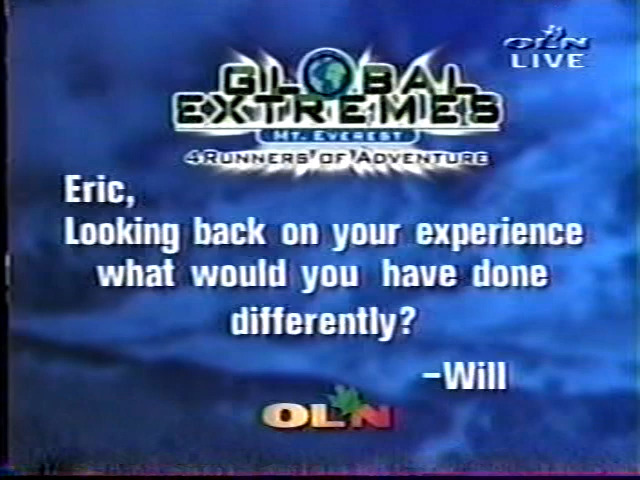 OLN
LIVE
GLOBAL
EXTREMES
MT. EVEREST
4RUNNERS' OF ADVENTURE
Eric,
Looking back on your experience
what would you have done
differently?
-Will
OLN